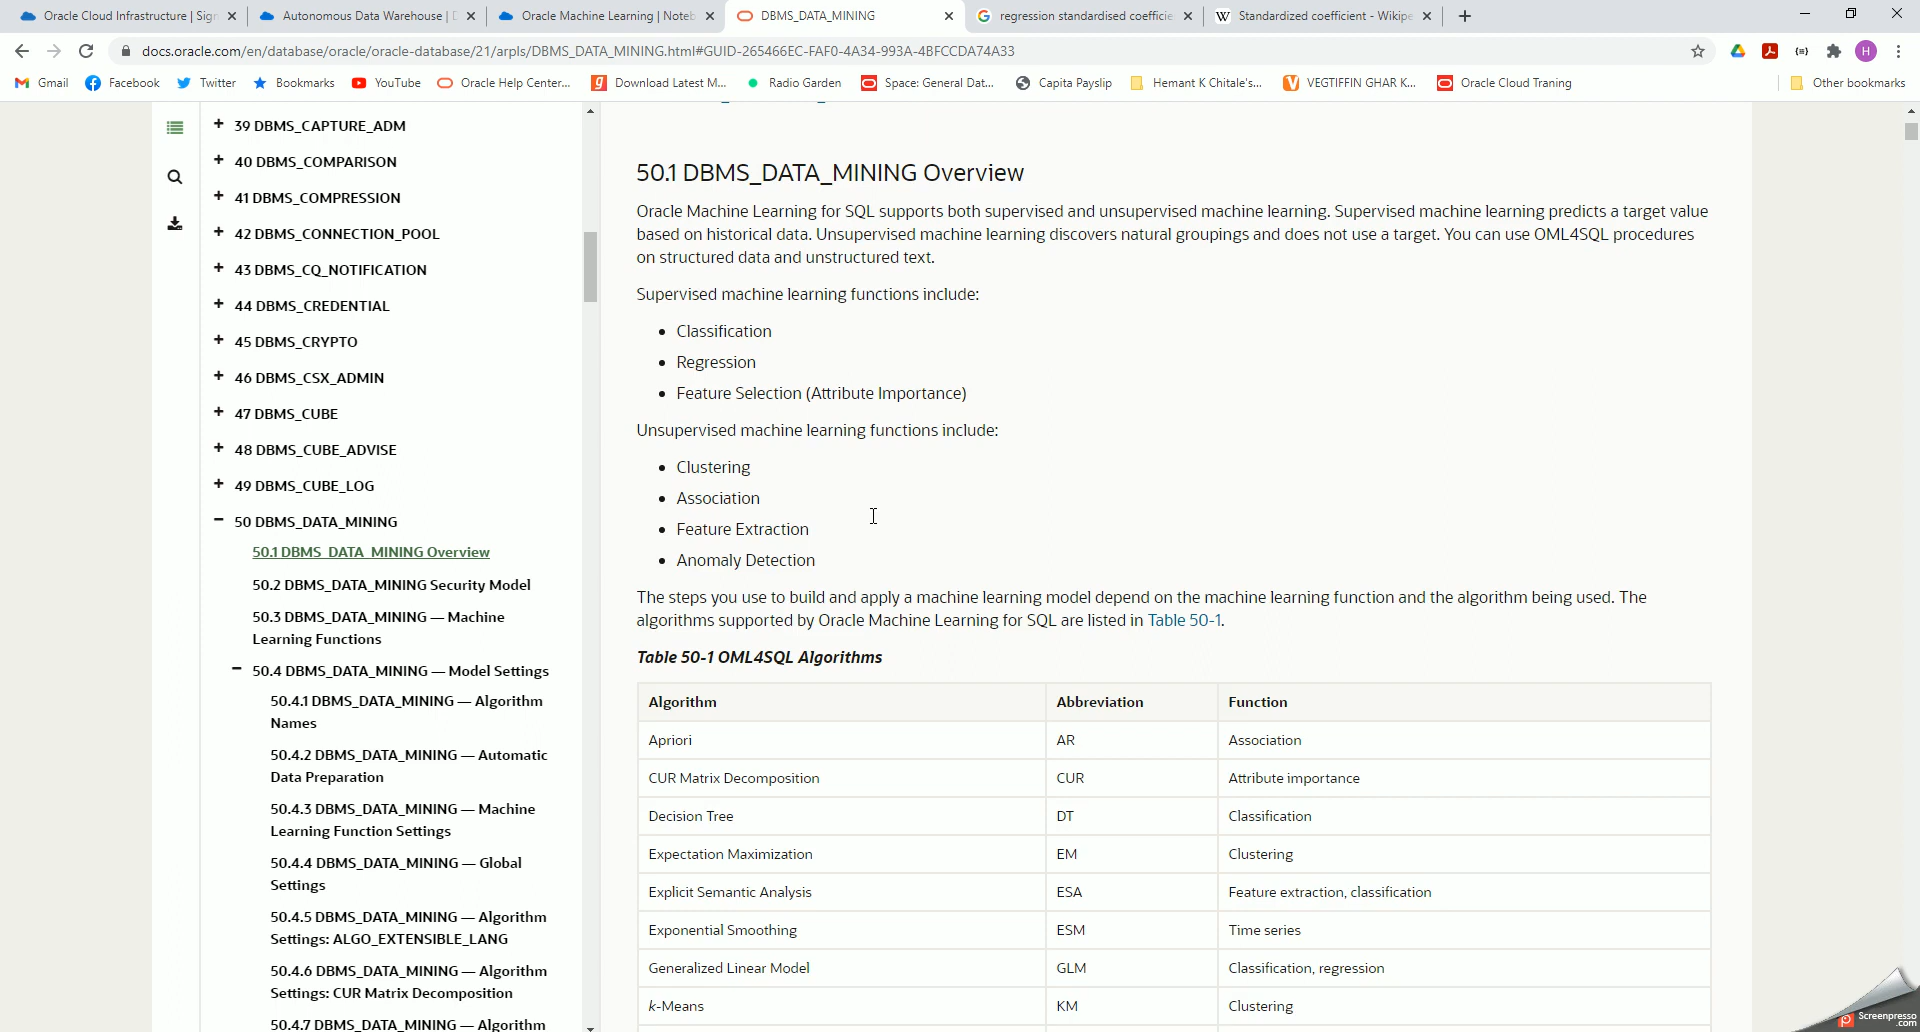 Oracle Cloud Infrastructure | Sign
Autonomous Data Warehouse | D
Oracle Machine Learning | Noteb
DBMS_DATA_MINING
regression standardised coefficie
Standardized coefficient - Wikipe
docs.oracle.com/en/database/oracle/oracle-database/21/arpls/DBMS_DATA_MINING.html#GUID-265466EC-FAF0-4A34-993A-4BFCCDA74A33
H
Gmail
Facebook
Twitter
Bookmarks
YouTube
Oracle Help Center...
Download Latest M...
Radio Garden
Space: General Dat...
Capita Payslip
Hemant K Chitale's...
VEGTIFFIN GHAR K...
Oracle Cloud Traning
Other bookmarks
39 DBMS_CAPTURE_ADM
40 DBMS_COMPARISON
41 DBMS_COMPRESSION
42 DBMS_CONNECTION_POOL
43 DBMS_CQ_NOTIFICATION
44 DBMS_CREDENTIAL
45 DBMS_CRYPTO
46 DBMS_CSX_ADMIN
47 DBMS_CUBE
48 DBMS_CUBE_ADVISE
49 DBMS_CUBE_LOG
50 DBMS_DATA_MINING
50.1 DBMS_DATA_MINING Overview
50.2 DBMS_DATA_MINING Security Model
50.3 DBMS_DATA_MINING — Machine
Learning Functions
50.4 DBMS_DATA_MINING — Model Settings
50.4.1 DBMS_DATA_MINING — Algorithm
Names
50.4.2 DBMS_DATA_MINING — Automatic
Data Preparation
50.4.3 DBMS_DATA_MINING — Machine
Learning Function Settings
50.4.4 DBMS_DATA_MINING — Global
Settings
50.4.5 DBMS_DATA_MINING — Algorithm
Settings: ALGO_EXTENSIBLE_LANG
50.4.6 DBMS_DATA_MINING — Algorithm
Settings: CUR Matrix Decomposition
50.4.7 DBMS_DATA_MINING — Algorithm
50.1 DBMS_DATA_MINING Overview
Oracle Machine Learning for SQL supports both supervised and unsupervised machine learning. Supervised machine learning predicts a target value
based on historical data. Unsupervised machine learning discovers natural groupings and does not use a target. You can use OML4SQL procedures
on structured data and unstructured text.
Supervised machine learning functions include:
• Classification
• Regression
• Feature Selection (Attribute Importance)
Unsupervised machine learning functions include:
• Clustering
• Association
• Feature Extraction
• Anomaly Detection
The steps you use to build and apply a machine learning model depend on the machine learning function and the algorithm being used. The
algorithms supported by Oracle Machine Learning for SQL are listed in Table 50-1.
Table 50-1 OML4SQL Algorithms
Algorithm Abbreviation Function
Apriori AR Association
CUR Matrix Decomposition CUR Attribute importance
Decision Tree DT Classification
Expectation Maximization EM Clustering
Explicit Semantic Analysis ESA Feature extraction, classification
Exponential Smoothing ESM Time series
Generalized Linear Model GLM Classification, regression
k-Means KM Clustering
Screenpresso
.com